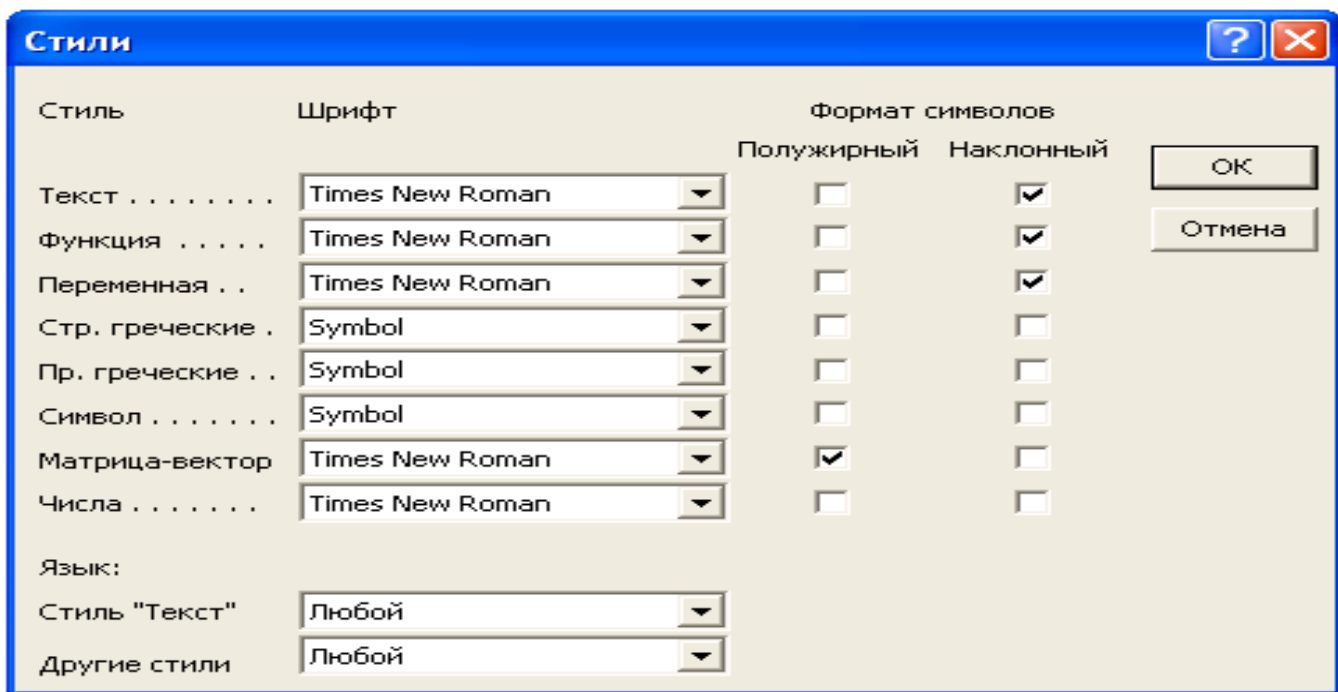 Стили
Стиль Шрифт Формат символов
Полужирный Наклонный
OK
Текст . . . . . . . . Times New Roman
Функция . . . . . Times New Roman
Отмена
Переменная . . Times New Roman
Стр. греческие . Symbol
Пр. греческие . . Symbol
Символ . . . . . . . Symbol
Матрица-вектор Times New Roman
Числа . . . . . . . Times New Roman
Язык:
Стиль "Текст" Любой
Другие стили Любой